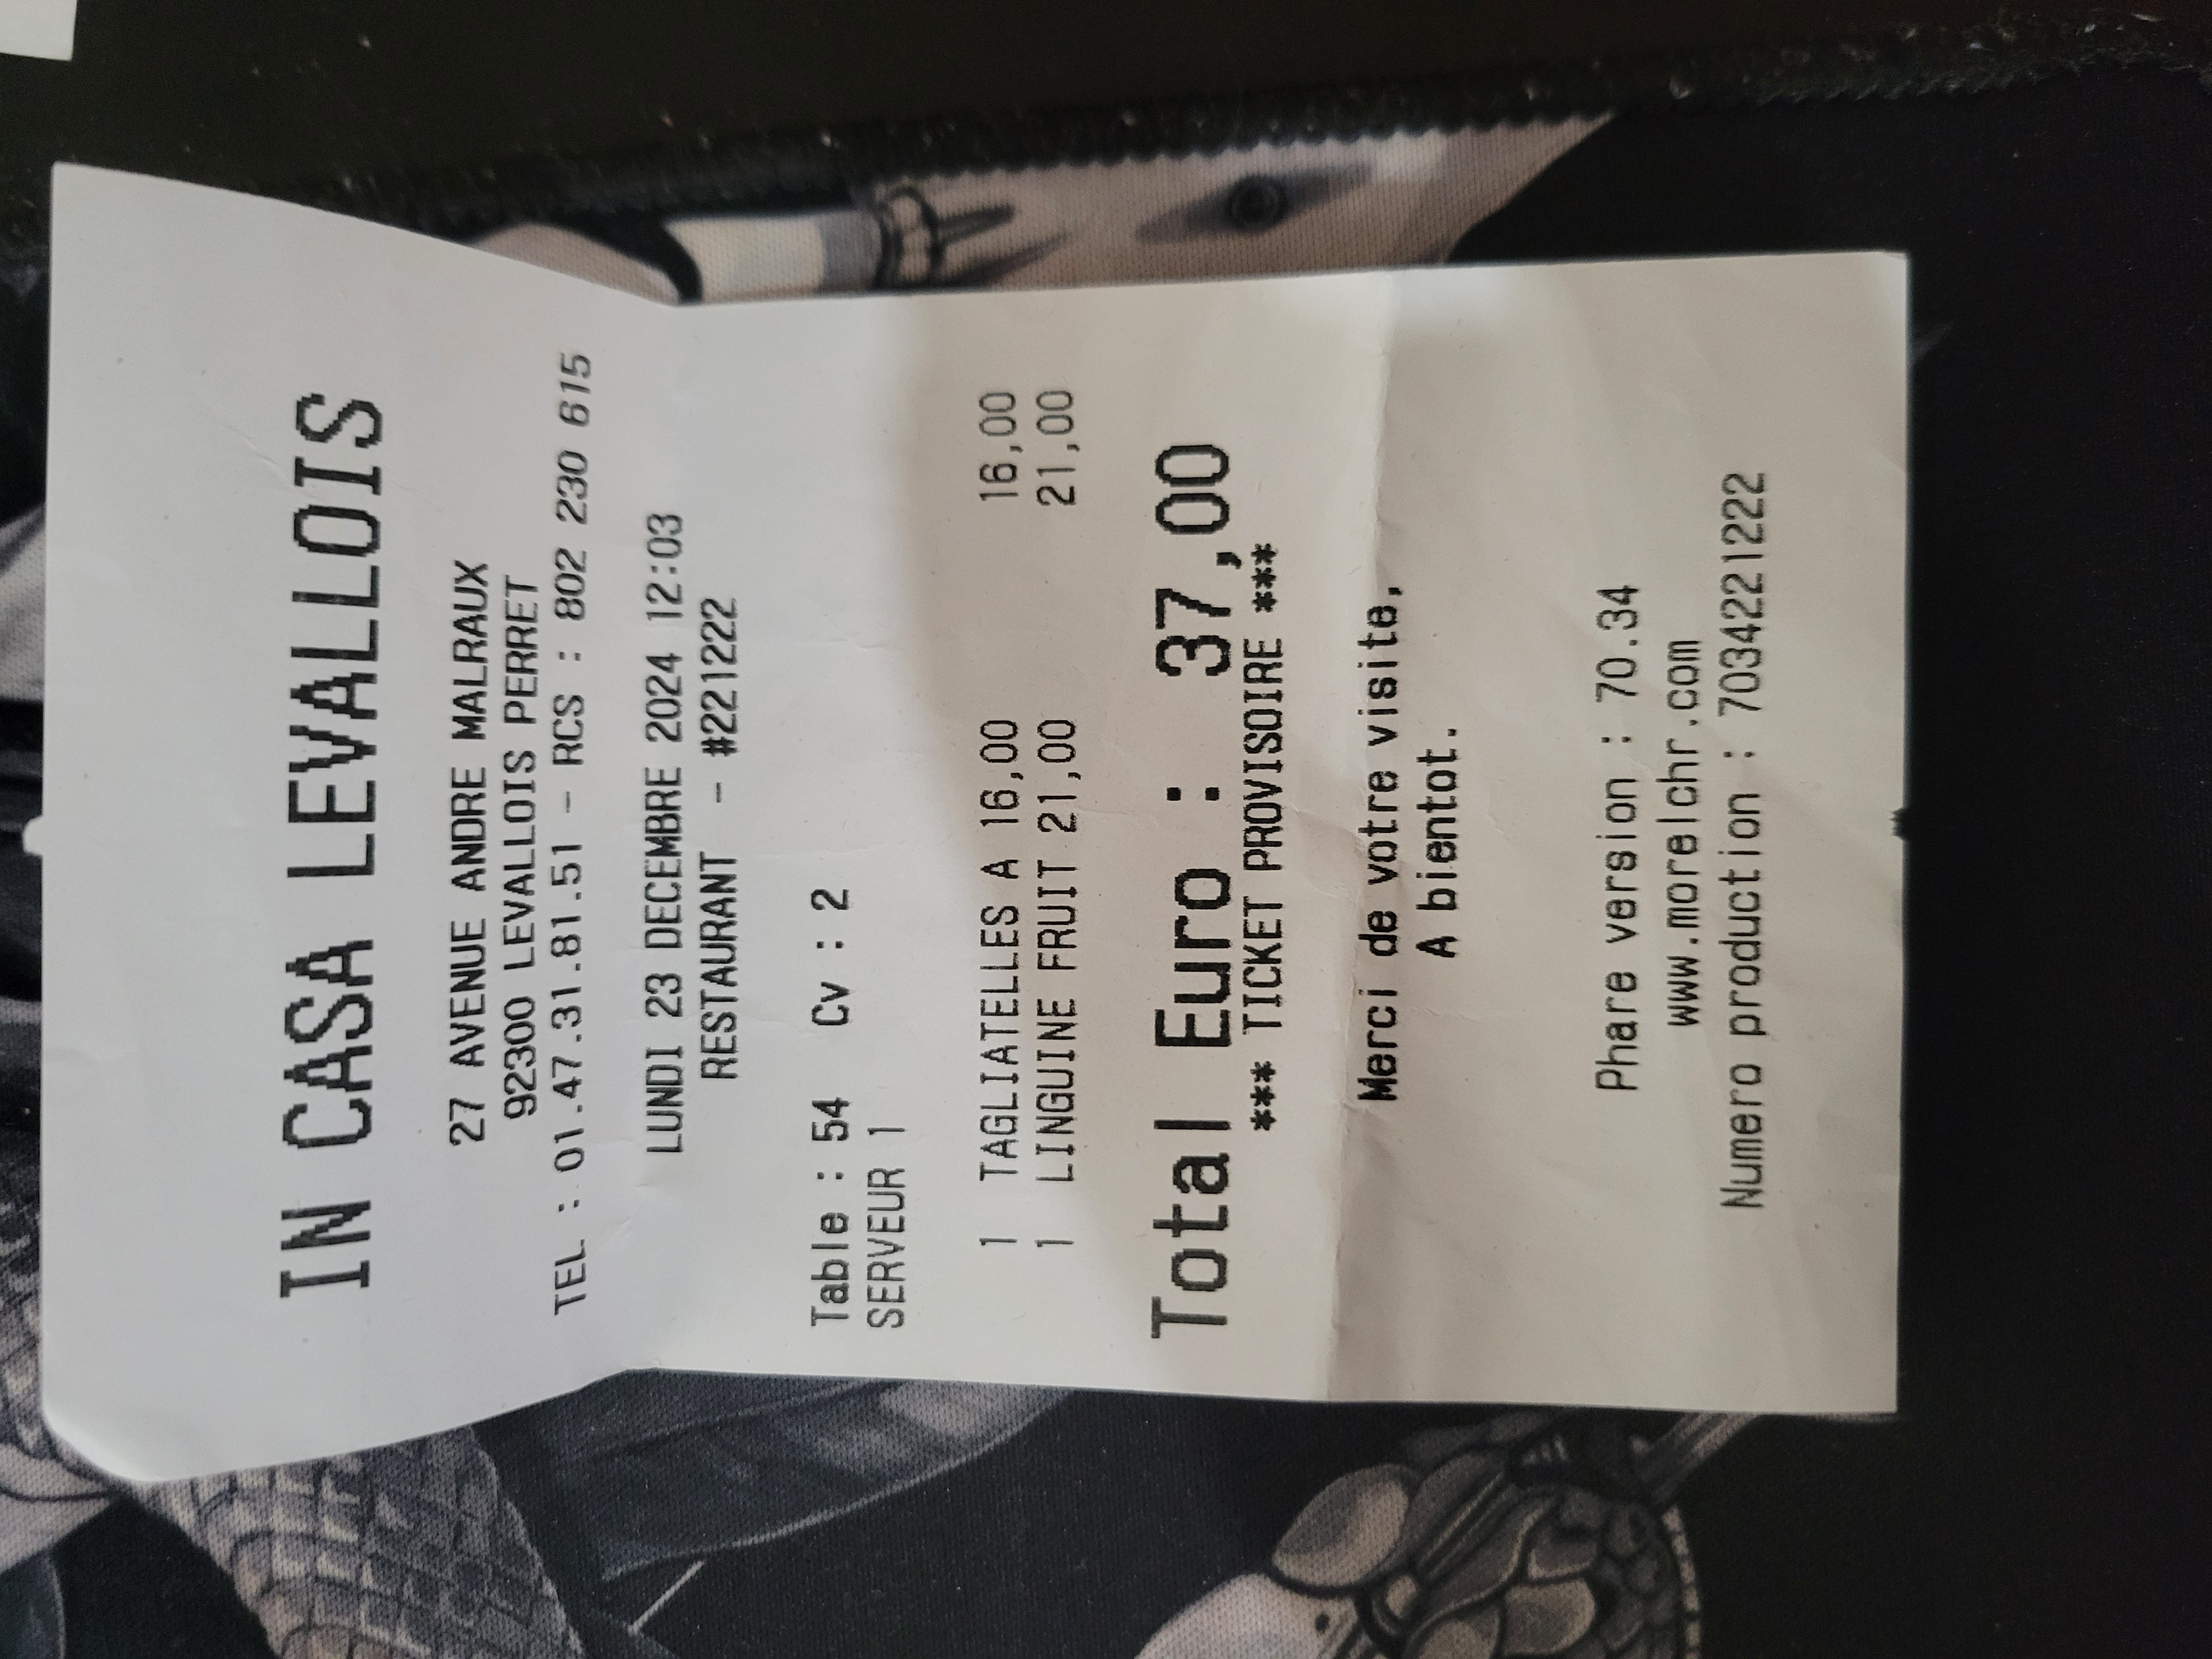 IN CASA LEVALLOIS
27 AVENUE ANDRE MALRAUX
92300 LEVALLOIS PERRET
TEL : 01.47.31.81.51 - RCS : 802 230 615
LUNDI 23 DECEMBRE 2024 12:03
RESTAURANT - #221222
Table : 54 Cv : 2
SERVEUR 1
1 TAGLIATELLES A 16,00 16,00
1 LINGUINE FRUIT 21,00 21,00
Total Euro : 37,00
*** TICKET PROVISOIRE ***
Merci de votre visite,
A bientot.
Phare version : 70.34
www.morelchr.com
Numero production : 7034221222